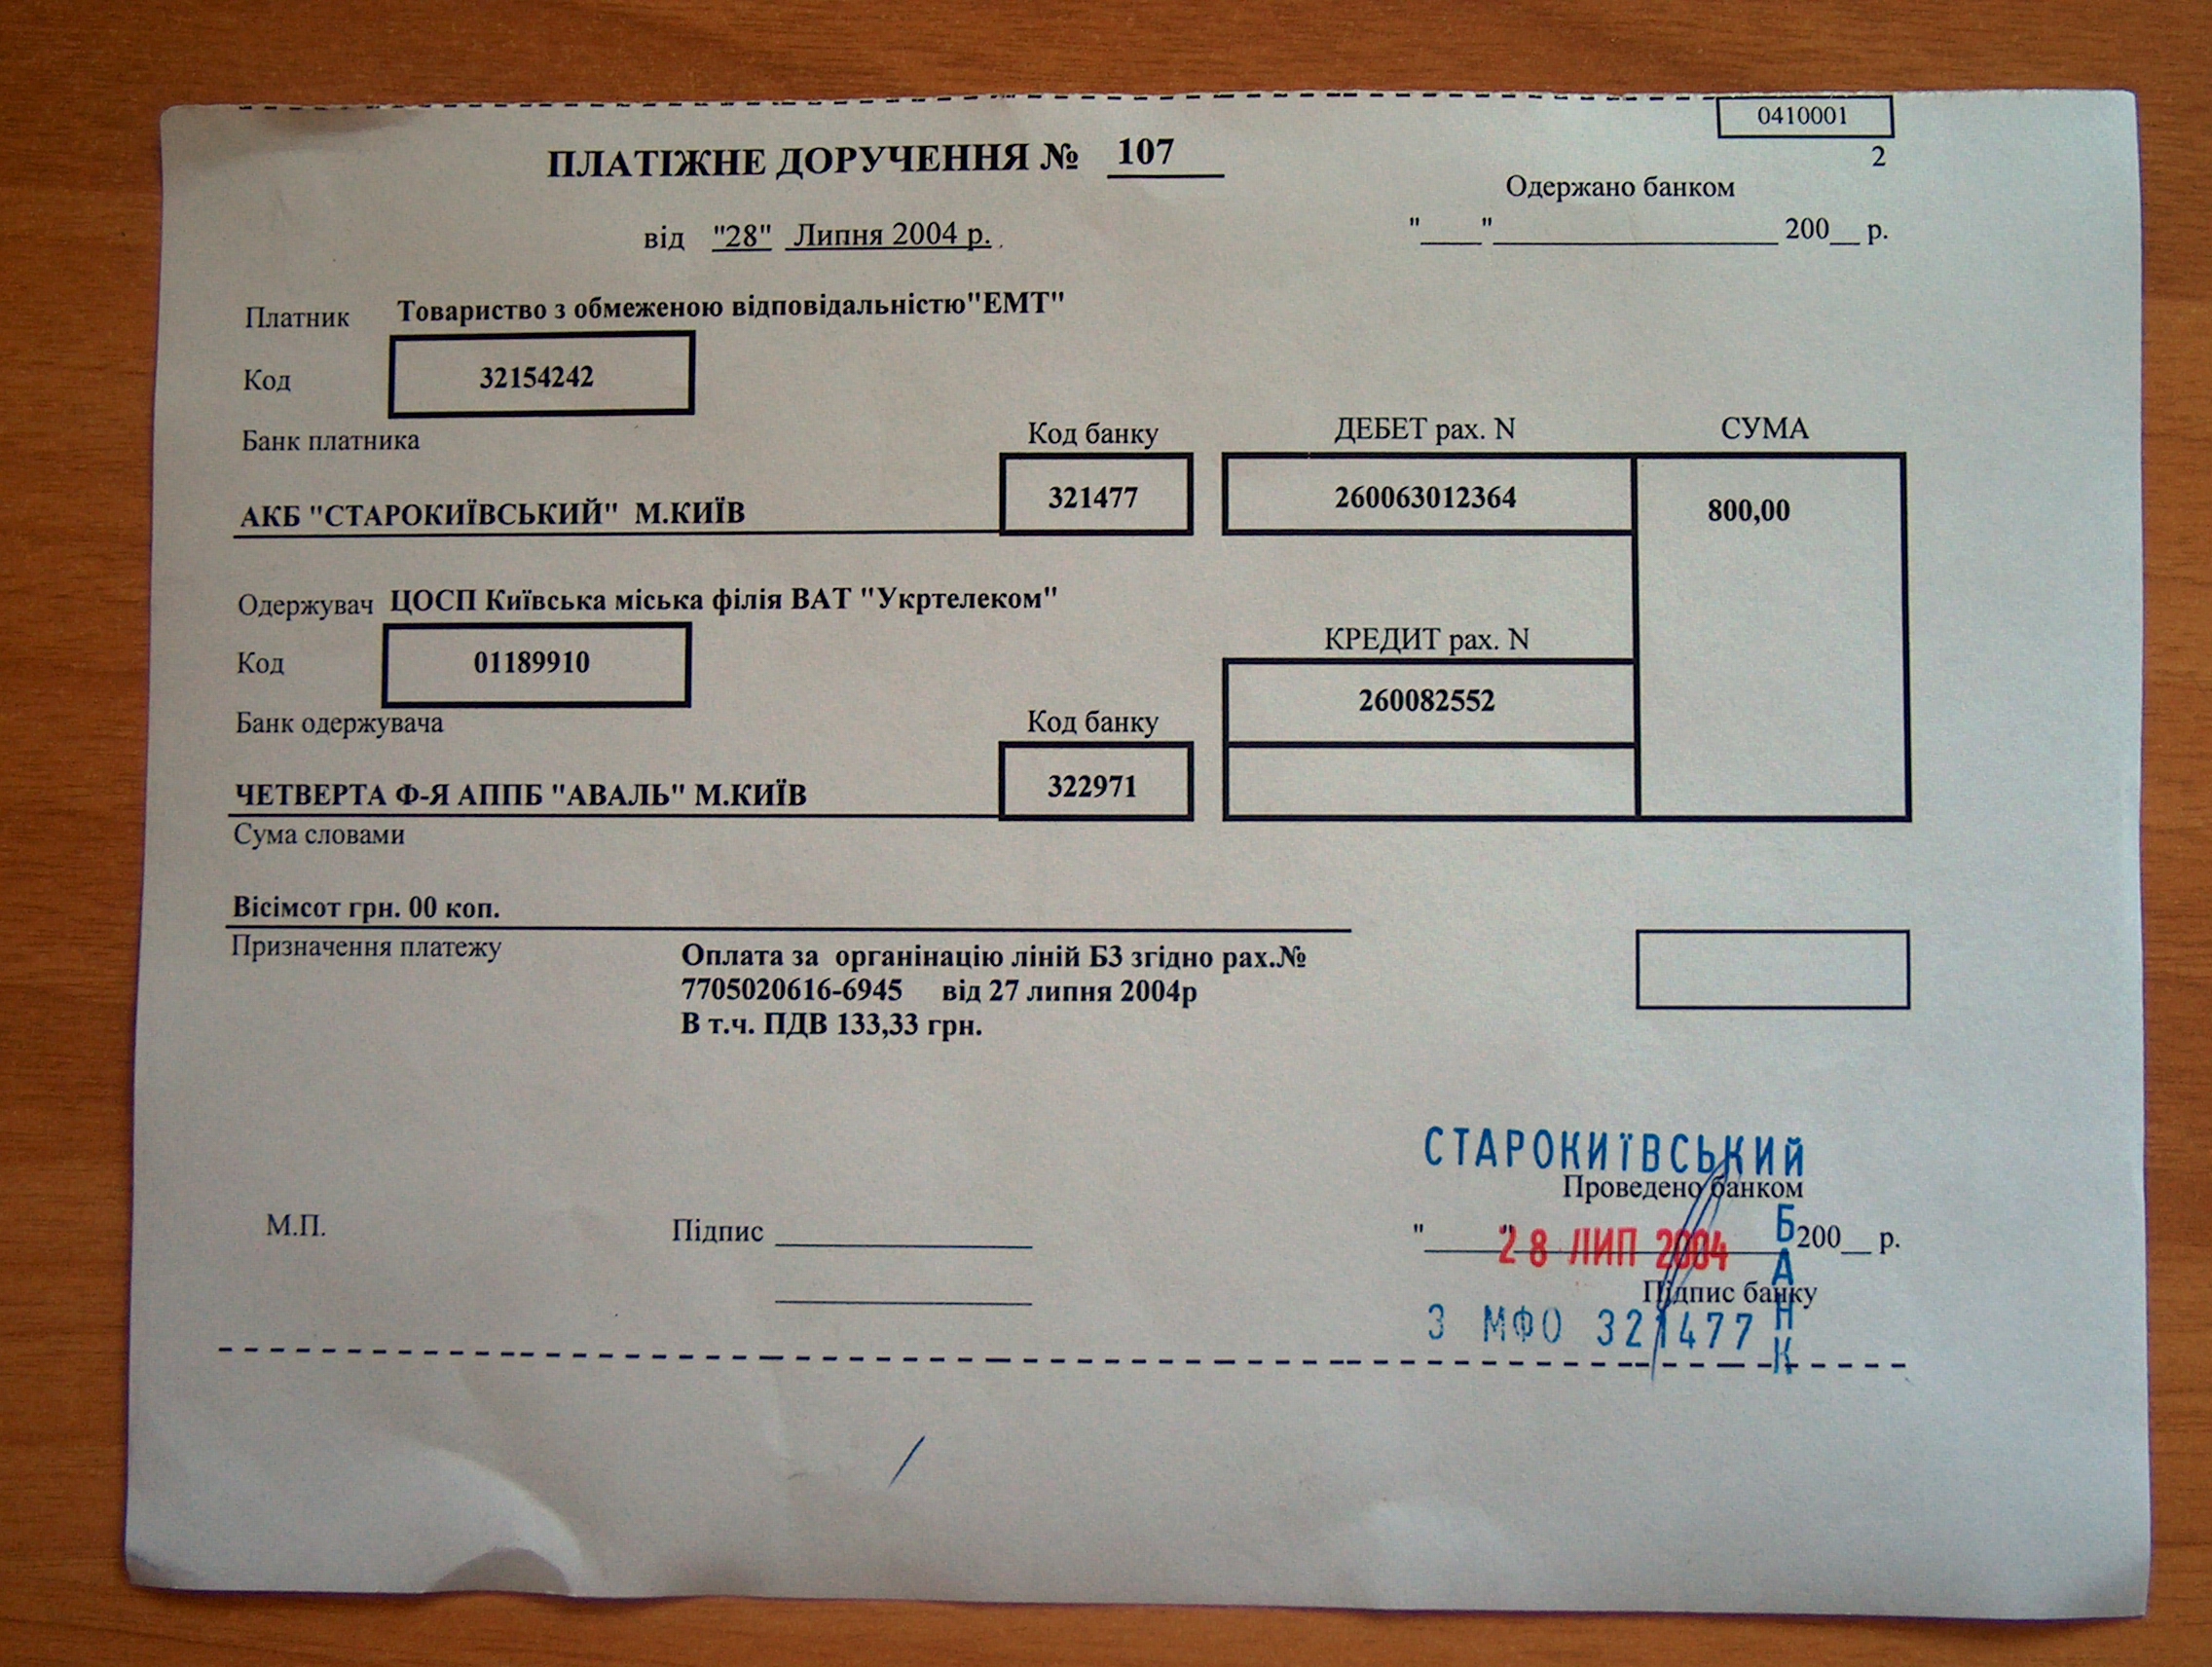 0410001
ПЛАТІЖНЕ ДОРУЧЕННЯ № 107
2
Одержано банком
від "28" Липня 2004 р.
"____"___________________ 200__ р.
Платник Товариство з обмеженою відповідальністю"ЕМТ"
Код 32154242
Банк платника Код банку ДЕБЕТ рах. N СУМА
АКБ "СТАРОКИЇВСЬКИЙ" М.КИЇВ 321477 260063012364 800,00
Одержувач ЦОСП Київська міська філія ВАТ "Укртелеком"
КРЕДИТ рах. N
Код 01189910
260082552
Банк одержувача Код банку
ЧЕТВЕРТА Ф-Я АППБ "АВАЛЬ" М.КИЇВ 322971
Сума словами
Вісімсот грн. 00 коп.
Призначення платежу Оплата за органінацію ліній БЗ згідно рах.№
7705020616-6945 від 27 липня 2004р
В т.ч. ПДВ 133,33 грн.
СТАРОКИЇВСЬКИЙ
Проведено банком
М.П. Підпис ____________
"____"___________________ 200__ р.
28 ЛИП 2004
БАНК
Підпис банку
З МФО 321477